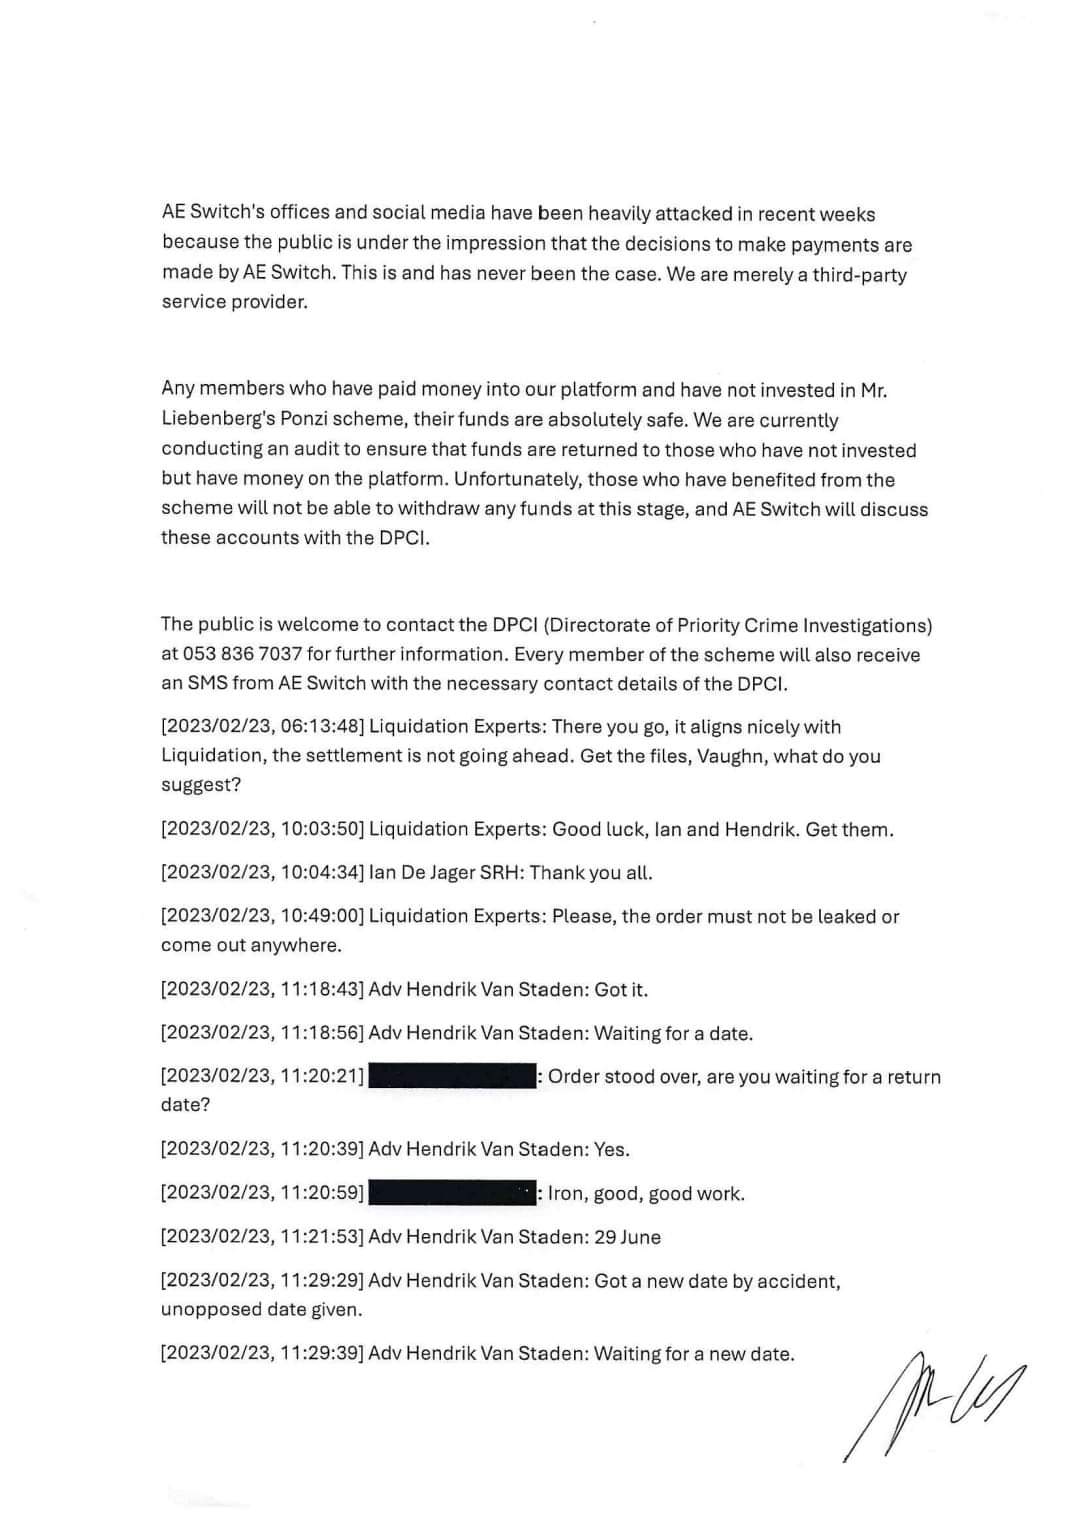 AE Switch's offices and social media have been heavily attacked in recent weeks
because the public is under the impression that the decisions to make payments are
made by AE Switch. This is and has never been the case. We are merely a third-party
service provider.
Any members who have paid money into our platform and have not invested in Mr.
Liebenberg's Ponzi scheme, their funds are absolutely safe. We are currently
conducting an audit to ensure that funds are returned to those who have not invested
but have money on the platform. Unfortunately, those who have benefited from the
scheme will not be able to withdraw any funds at this stage, and AE Switch will discuss
these accounts with the DPCI.
The public is welcome to contact the DPCI (Directorate of Priority Crime Investigations)
at 053 836 7037 for further information. Every member of the scheme will also receive
an SMS from AE Switch with the necessary contact details of the DPCI.
[2023/02/23, 06:13:48] Liquidation Experts: There you go, it aligns nicely with
Liquidation, the settlement is not going ahead. Get the files, Vaughn, what do you
suggest?
[2023/02/23, 10:03:50] Liquidation Experts: Good luck, Ian and Hendrik. Get them.
[2023/02/23, 10:04:34] Ian De Jager SRH: Thank you all.
[2023/02/23, 10:49:00] Liquidation Experts: Please, the order must not be leaked or
come out anywhere.
[2023/02/23, 11:18:43] Adv Hendrik Van Staden: Got it.
[2023/02/23, 11:18:56] Adv Hendrik Van Staden: Waiting for a date.
[2023/02/23, 11:20:21] : Order stood over, are you waiting for a return
date?
[2023/02/23, 11:20:39] Adv Hendrik Van Staden: Yes.
[2023/02/23, 11:20:59] : Iron, good, good work.
[2023/02/23, 11:21:53] Adv Hendrik Van Staden: 29 June
[2023/02/23, 11:29:29] Adv Hendrik Van Staden: Got a new date by accident,
unopposed date given.
[2023/02/23, 11:29:39] Adv Hendrik Van Staden: Waiting for a new date.